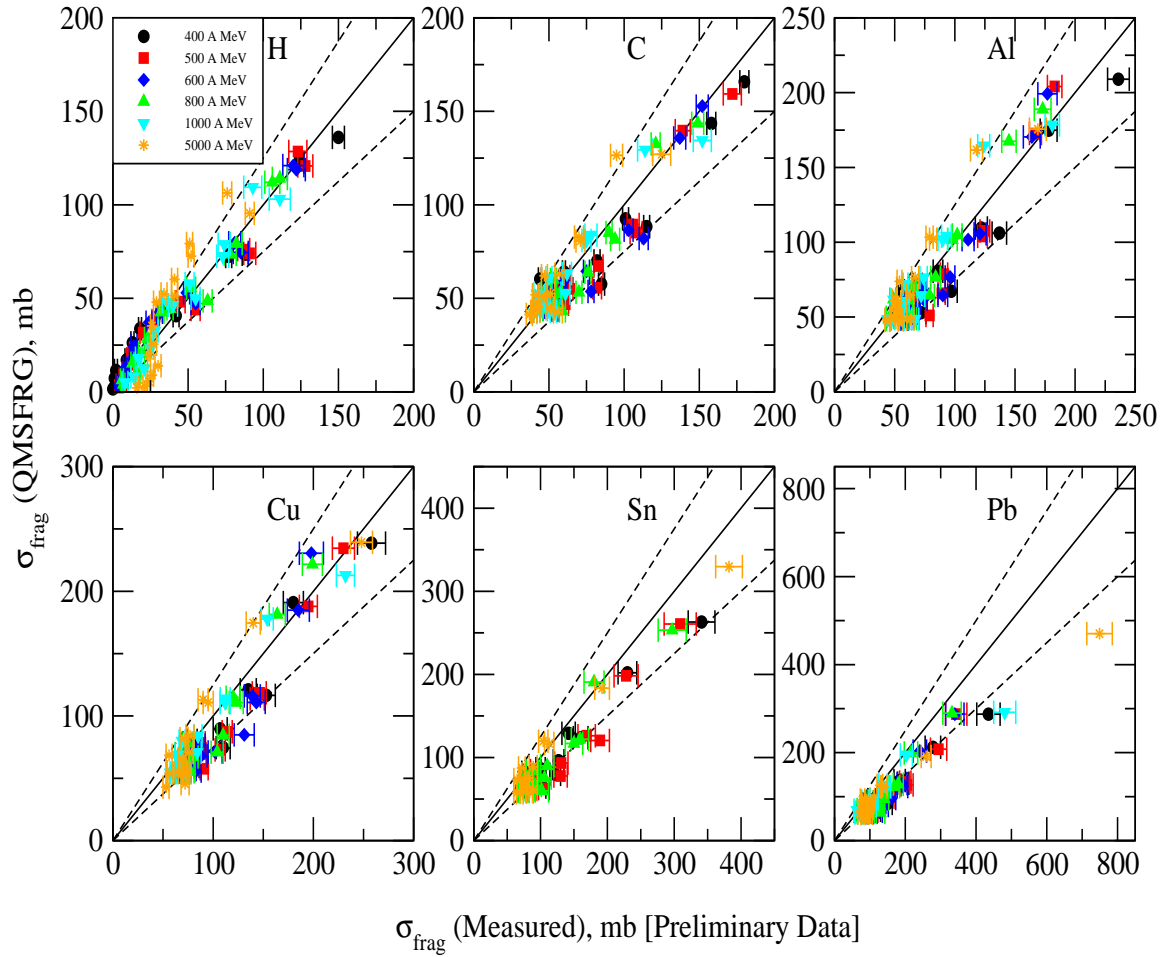 400 A MeV
500 A MeV
600 A MeV
800 A MeV
1000 A MeV
5000 A MeV
H
C
Al
200
150
100
50
0
0 50 100 150 200
200
150
100
50
0
0 50 100 150 200
250
200
150
100
50
0
0 50 100 150 200 250
σfrag (QMSFRG), mb
Cu
Sn
Pb
300
200
100
0
0 100 200 300
400
300
200
100
0
0 100 200 300 400
800
600
400
200
0
0 200 400 600 800
σfrag (Measured), mb [Preliminary Data]